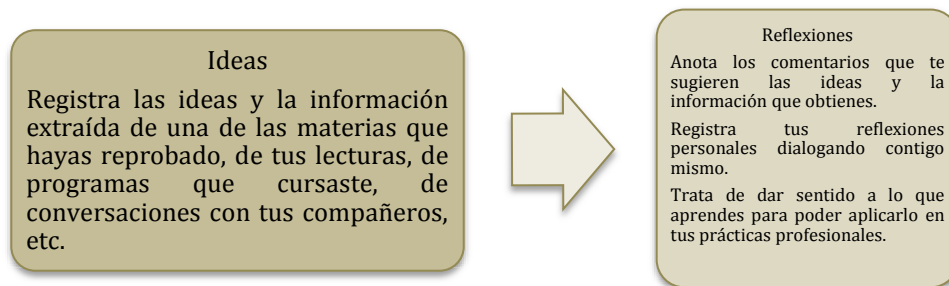 Ideas
Registra las ideas y la información
extraída de una de las materias que
hayas reprobado, de tus lecturas, de
programas que cursaste, de
conversaciones con tus compañeros,
etc.
Reflexiones
Anota los comentarios que te
sugieren las ideas y la
información que obtienes.
Registra tus reflexiones
personales dialogando contigo
mismo.
Trata de dar sentido a lo que
aprendes para poder aplicarlo en
tus prácticas profesionales.